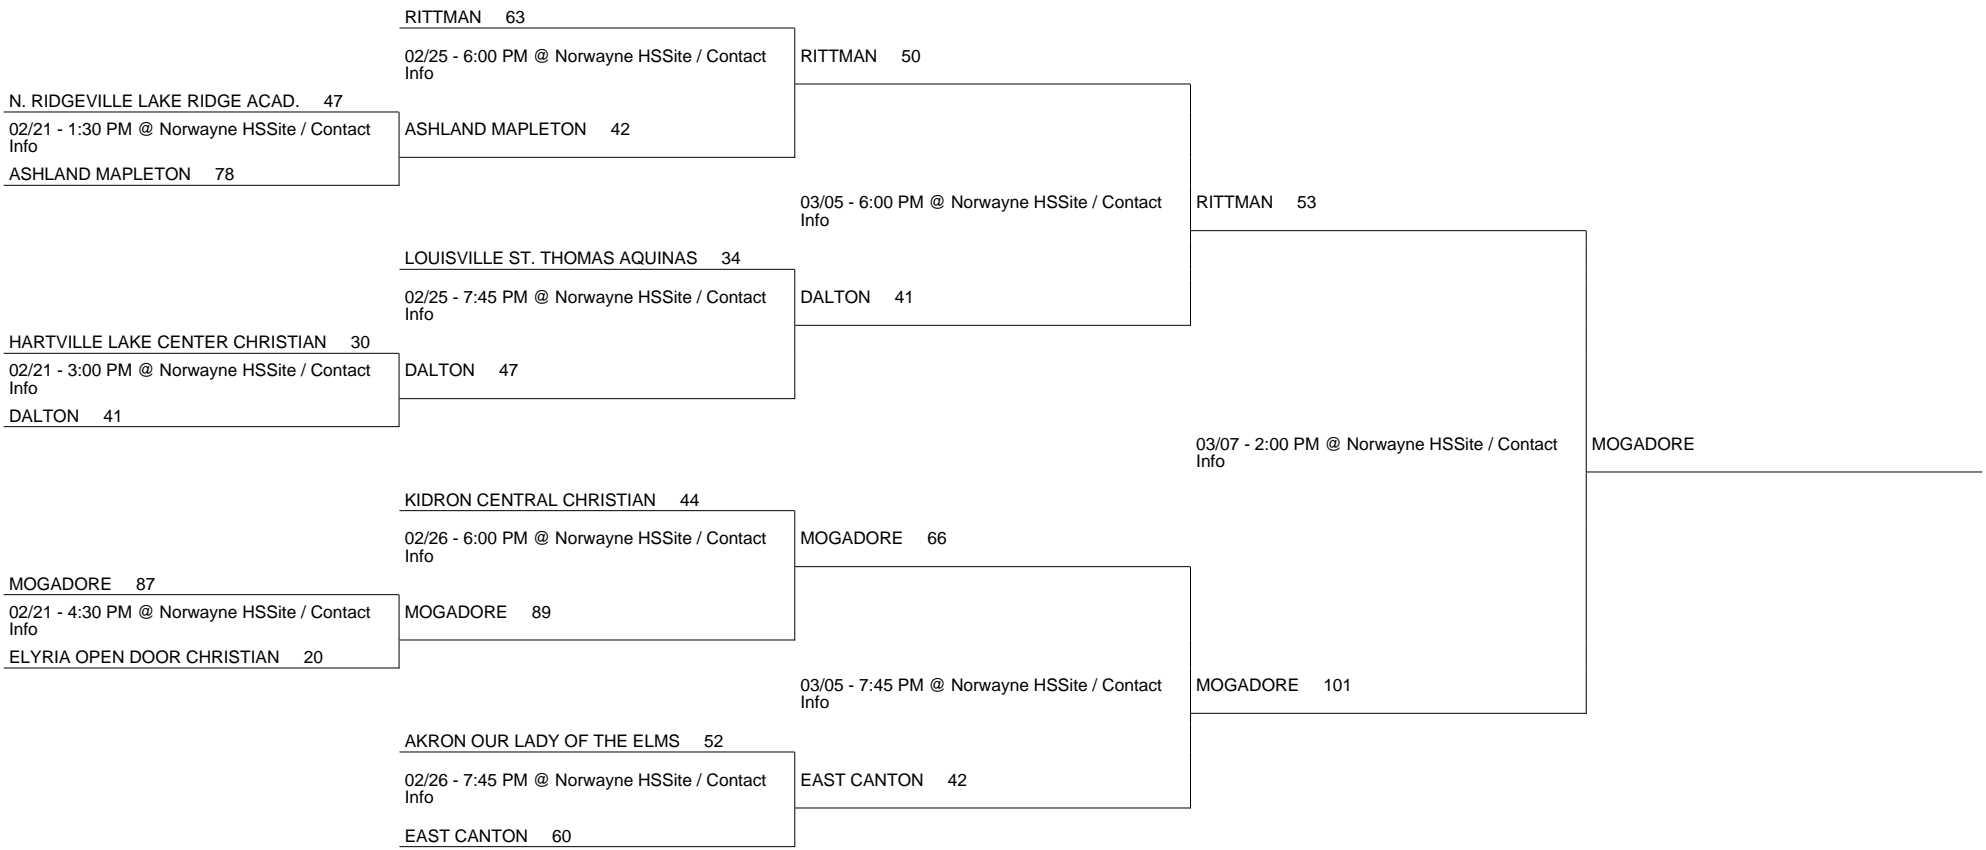 RITTMAN 63
02/25 - 6:00 PM @ Norwayne HSSite / Contact
Info
RITTMAN 50
N. RIDGEVILLE LAKE RIDGE ACAD. 47
02/21 - 1:30 PM @ Norwayne HSSite / Contact
Info
ASHLAND MAPLETON 42
ASHLAND MAPLETON 78
03/05 - 6:00 PM @ Norwayne HSSite / Contact
Info
RITTMAN 53
LOUISVILLE ST. THOMAS AQUINAS 34
02/25 - 7:45 PM @ Norwayne HSSite / Contact
Info
DALTON 41
HARTVILLE LAKE CENTER CHRISTIAN 30
02/21 - 3:00 PM @ Norwayne HSSite / Contact
Info
DALTON 47
DALTON 41
03/07 - 2:00 PM @ Norwayne HSSite / Contact
Info
MOGADORE
KIDRON CENTRAL CHRISTIAN 44
02/26 - 6:00 PM @ Norwayne HSSite / Contact
Info
MOGADORE 66
MOGADORE 87
02/21 - 4:30 PM @ Norwayne HSSite / Contact
Info
MOGADORE 89
ELYRIA OPEN DOOR CHRISTIAN 20
03/05 - 7:45 PM @ Norwayne HSSite / Contact
Info
MOGADORE 101
AKRON OUR LADY OF THE ELMS 52
02/26 - 7:45 PM @ Norwayne HSSite / Contact
Info
EAST CANTON 42
EAST CANTON 60